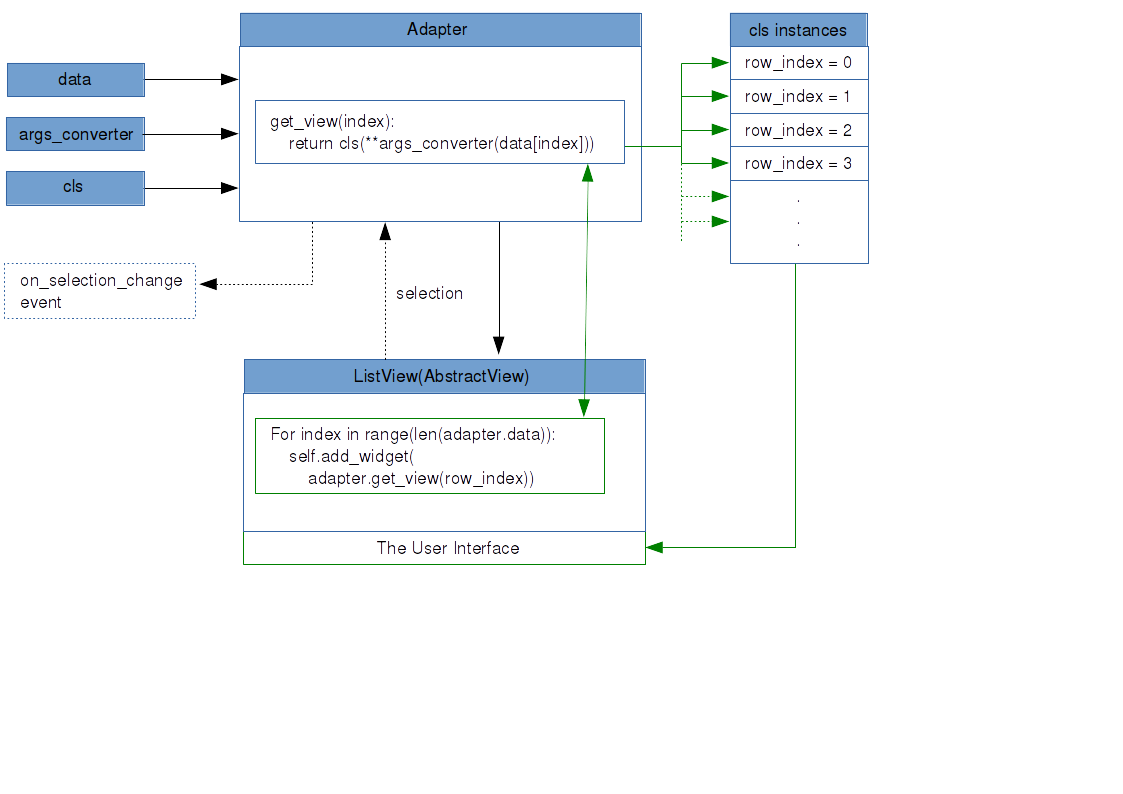 Adapter
cls instances
data
args_converter
cls
get_view(index):
return cls(**args_converter(data[index]))
row_index = 0
row_index = 1
row_index = 2
row_index = 3
.
.
.
on_selection_change
event
selection
ListView(AbstractView)
For index in range(len(adapter.data)):
self.add_widget(
adapter.get_view(row_index))
The User Interface